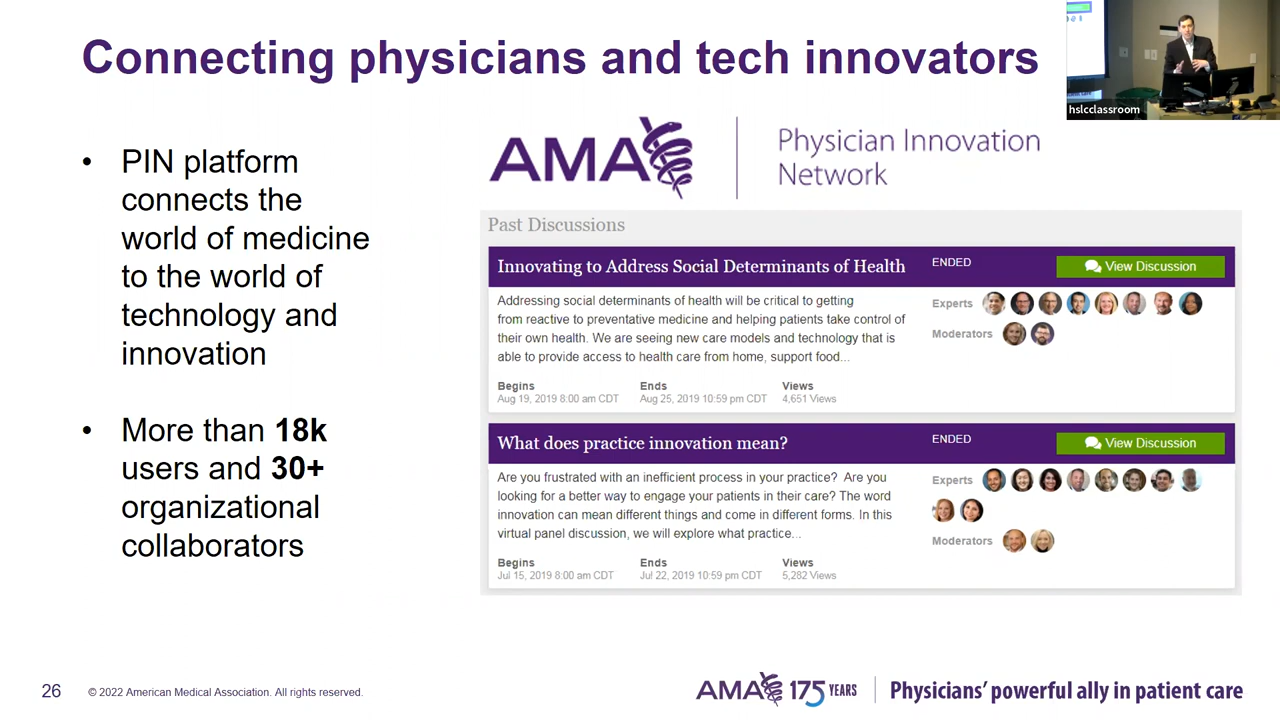 Connecting physicians and tech innovators
hslcclassroom
• PIN platform
connects the
world of medicine
to the world of
technology and
innovation
• More than 18k
users and 30+
organizational
collaborators
AMA
Physician Innovation
Network
Past Discussions
Innovating to Address Social Determinants of Health
ENDED
View Discussion
Addressing social determinants of health will be critical to getting
from reactive to preventative medicine and helping patients take control of
their own health. We are seeing new care models and technology that is
able to provide access to health care from home, support food...
Experts
Moderators
Begins
Ends
Views
Aug 19, 2019 8:00 am CDT
Aug 25, 2019 10:59 pm CDT
4,651 Views
What does practice innovation mean?
ENDED
View Discussion
Are you frustrated with an inefficient process in your practice? Are you
looking for a better way to engage your patients in their care? The word
innovation can mean different things and come in different forms. In this
virtual panel discussion, we will explore what practice...
Experts
Moderators
Begins
Ends
Views
Jul 15, 2019 8:00 am CDT
Jul 22, 2019 10:59 pm CDT
5,282 Views
26
© 2022 American Medical Association. All rights reserved.
AMA 175 YEARS
Physicians' powerful ally in patient care